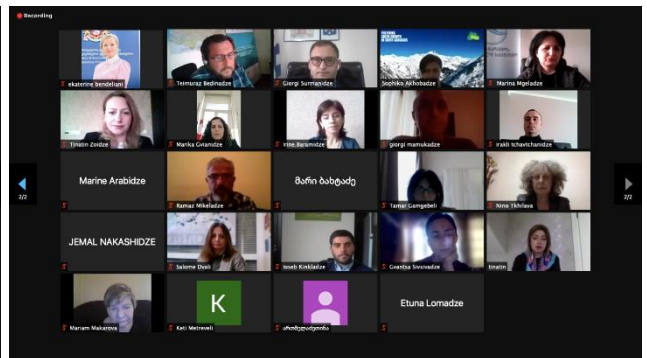 Recording
ekaterine bendeliani
Teimuraz Bedinadze
Giorgi Surmanidze
Sophika Akhobadze
Marina Mgeladze
Tinatin Zoidze
Marika Gvianidze
Irine Baramidze
giorgi mamukadze
irakli tchavtchanidze
Marine Arabidze
Ramaz Mikeladze
მარი ბახტაძე
Tamar Gamgebeli
Nino Tkhilava
JEMAL NAKASHIDZE
Salome Dvali
Ioseb Kinkladze
Gvantsa Sivsivadze
tinatin
2/2
2/2
Mariam Makarova
K
Keti Metreveli
Etuna Lomadze